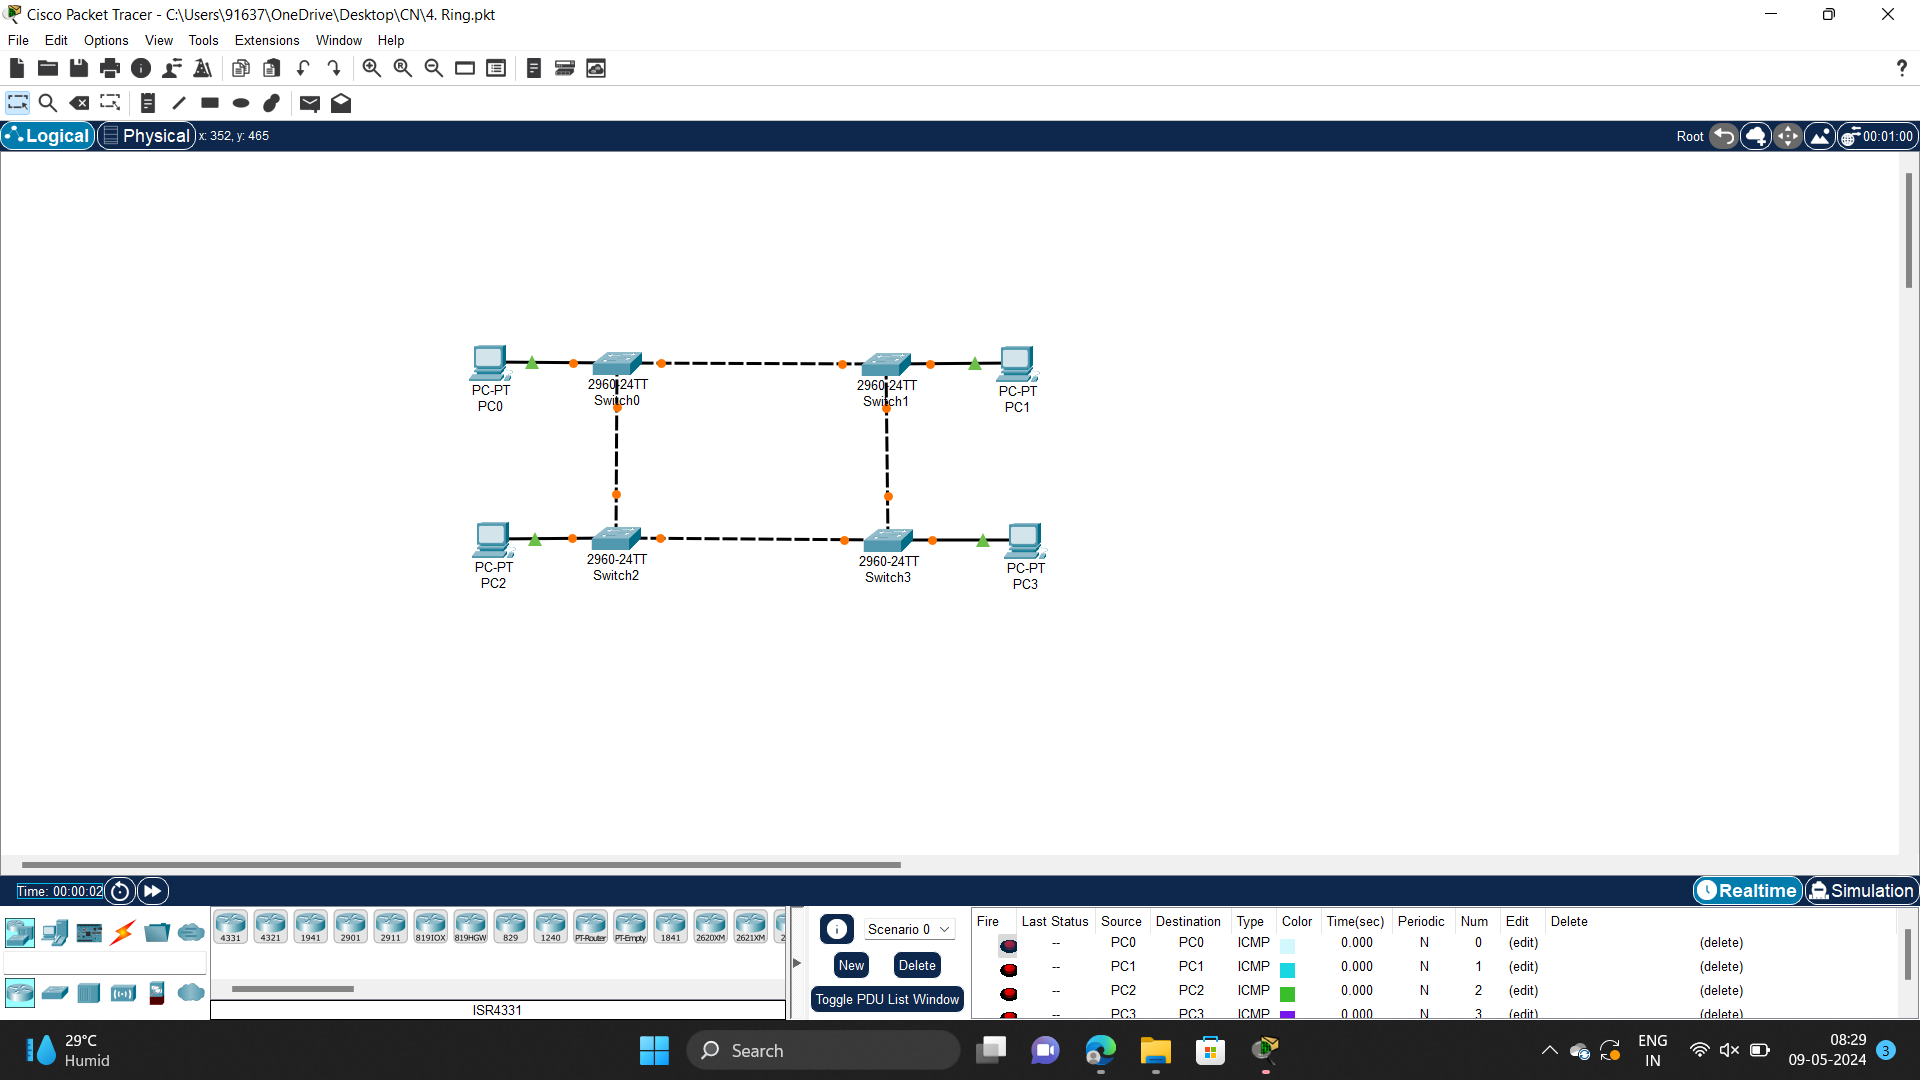 Cisco Packet Tracer - C:\Users\91637\OneDrive\Desktop\CN\4. Ring.pkt
File Edit Options View Tools Extensions Window Help
?
Logical Physical x: 352, y: 465 Root 00:01:00
PC-PT
PC0
2960-24TT
Switch0
2960-24TT
Switch1
PC-PT
PC1
PC-PT
PC2
2960-24TT
Switch2
2960-24TT
Switch3
PC-PT
PC3
Time: 00:00:02 Realtime Simulation
4331 4321 1941 2901 2911 819IOX 819HGW 829 1240 PT-Router PT-Empty 1841 2620XM 2621XM 2
ISR4331
Scenario 0
New Delete
Toggle PDU List Window
Fire Last Status Source Destination Type Color Time(sec) Periodic Num Edit Delete
-- PC0 PC0 ICMP 0.000 N 0 (edit) (delete)
-- PC1 PC1 ICMP 0.000 N 1 (edit) (delete)
-- PC2 PC2 ICMP 0.000 N 2 (edit) (delete)
-- PC3 PC3 ICMP 0.000 N 3 (edit) (delete)
29°C
Humid
Search
ENG
IN
08:29
09-05-2024
3